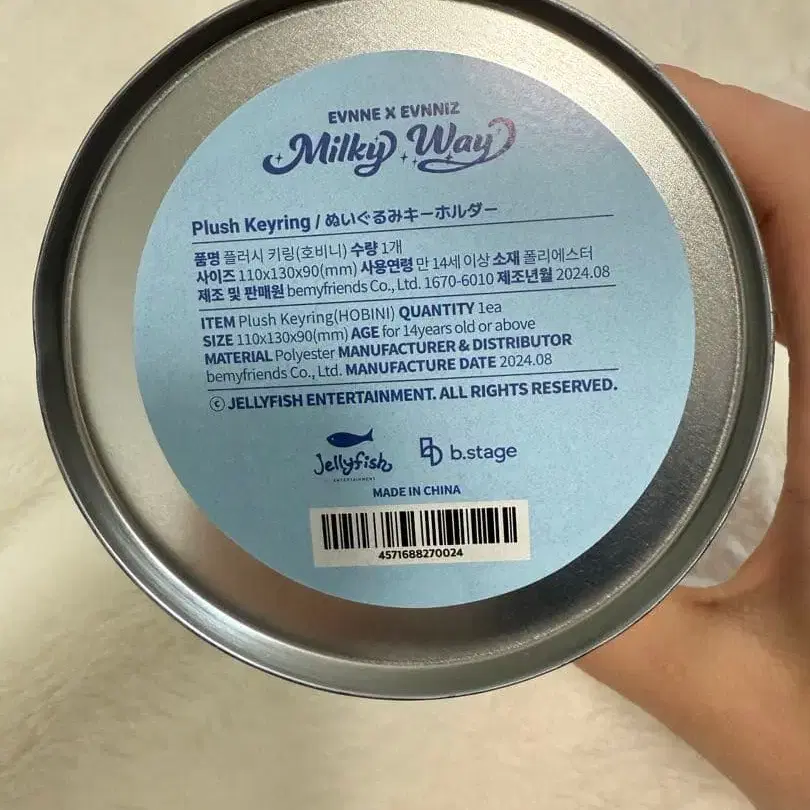 EVNNE X EVNNIZ
Milky Way
Plush Keyring / ぬいぐるみキーホルダー
품명 플러시 키링(호비니) 수량 1개
사이즈 110x130x90(mm) 사용연령 만 14세 이상 소재 폴리에스터
제조 및 판매원 bemyfriends Co., Ltd. 1670-6010 제조년월 2024.08
ITEM Plush Keyring(HOBINI) QUANTITY 1ea
SIZE 110x130x90(mm) AGE for 14years old or above
MATERIAL Polyester MANUFACTURER & DISTRIBUTOR
bemyfriends Co., Ltd. MANUFACTURE DATE 2024.08
ⓒ JELLYFISH ENTERTAINMENT. ALL RIGHTS RESERVED.
Jellyfish b.stage
ENTERTAINMENT
MADE IN CHINA
4571688270024